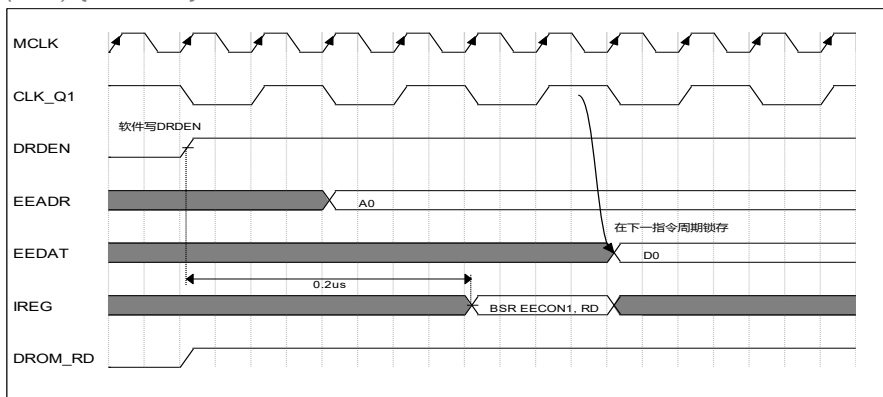 MCLK
CLK_Q1
软件写DRDEN
DRDEN
EEADR
A0
在下一指令周期锁存
EEDAT
D0
0.2us
IREG
BSR EECON1, RD
DROM_RD